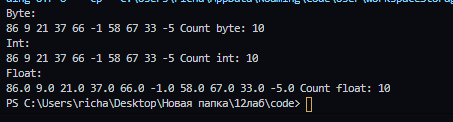 Byte:
86 9 21 37 66 -1 58 67 33 -5 Count byte: 10
Int:
86 9 21 37 66 -1 58 67 33 -5 Count int: 10
Float:
86.0 9.0 21.0 37.0 66.0 -1.0 58.0 67.0 33.0 -5.0 Count float: 10
PS C:\Users\richa\Desktop\Новая папка\12лаб\code>